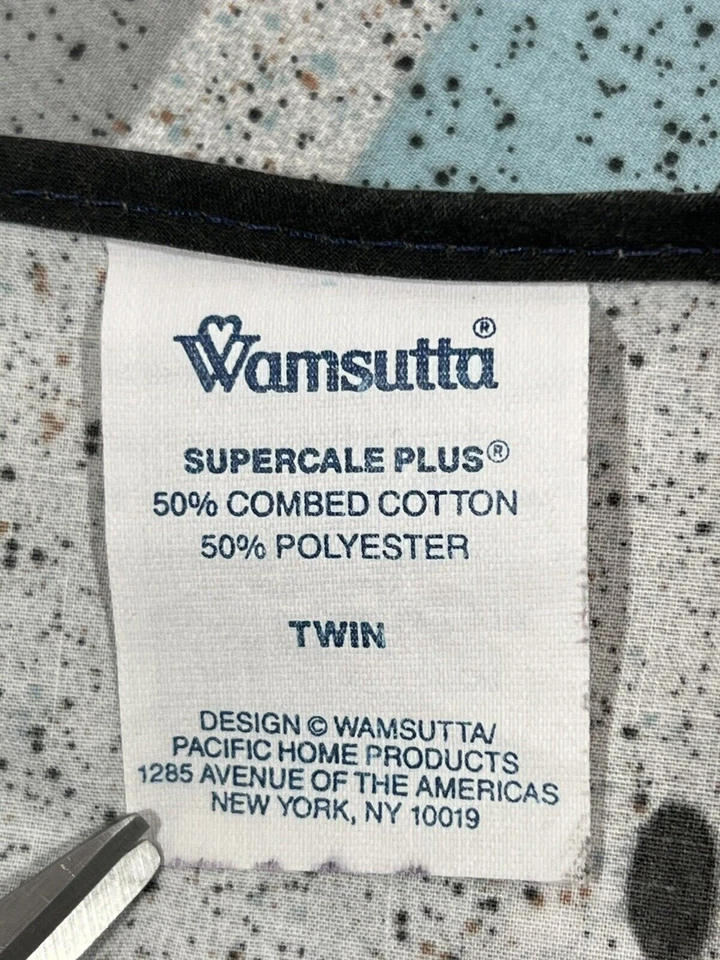 Wamsutta®
SUPERCALE PLUS®
50% COMBED COTTON
50% POLYESTER
TWIN
DESIGN © WAMSUTTA/
PACIFIC HOME PRODUCTS
1285 AVENUE OF THE AMERICAS
NEW YORK, NY 10019